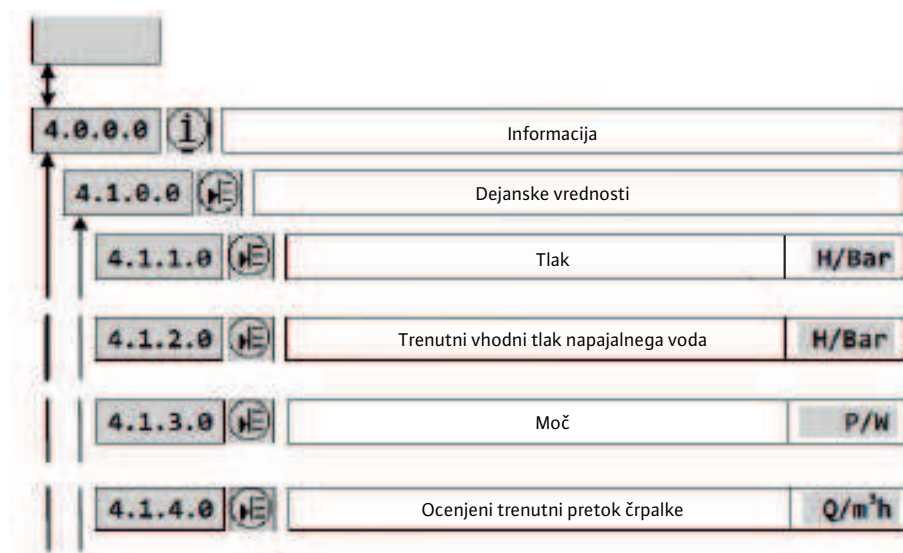 4.0.0.0 i Informacija
4.1.0.0 Dejanske vrednosti
4.1.1.0 Tlak H/Bar
4.1.2.0 Trenutni vhodni tlak napajalnega voda H/Bar
4.1.3.0 Moč P/W
4.1.4.0 Ocenjeni trenutni pretok črpalke Q/m³h